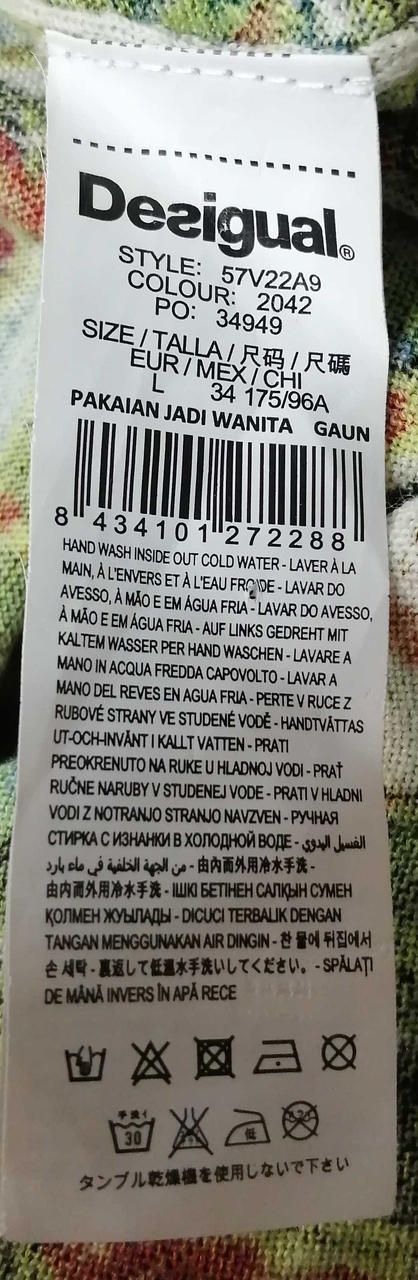 Desigual®
STYLE: 57V22A9
COLOUR: 2042
PO: 34949
SIZE / TALLA / 尺码 / 尺碼
EUR / MEX / CHI
L 34 175/96A
PAKAIAN JADI WANITA GAUN
8 434101 272288
HAND WASH INSIDE OUT COLD WATER - LAVER À LA
MAIN, À L'ENVERS ET À L'EAU FROIDE - LAVAR DO
AVESSO, À MÃO E EM ÁGUA FRIA - LAVAR DO AVESSO,
À MÃO E EM ÁGUA FRIA - AUF LINKS GEDREHT MIT
KALTEM WASSER PER HAND WASCHEN - LAVARE A
MANO IN ACQUA FREDDA CAPOVOLTO - LAVAR A
MANO DEL REVES EN AGUA FRIA - PERTE V RUCE Z
RUBOVÉ STRANY VE STUDENÉ VODĚ - HANDTVÄTTAS
UT-OCH-INVÄNT I KALLT VATTEN - PRATI
PREOKRENUTO NA RUKE U HLADNOJ VODI - PRAŤ
RUČNE NARUBY V STUDENEJ VODE - PRATI V HLADNI
VODI Z NOTRANJO STRANJO NAVZVEN - РУЧНАЯ
СТИРКА С ИЗНАНКИ В ХОЛОДНОЙ ВОДЕ - الغسيل اليدوي
من الجهة الخلفية في ماء بارد - 由內面外用冷水手洗 -
由內面外用冷水手洗 - ІШКІ БЕТІНЕН САЛҚЫН СУМЕН
ҚОЛМЕН ЖУЫЛАДЫ - DICUCI TERBALIK DENGAN
TANGAN MENGGUNAKAN AIR DINGIN - 찬 물에 뒤집에서
손 세탁 - 裏返して低温水手洗いしてください。 - SPĂLAȚI
DE MÂNĂ INVERS ÎN APĂ RECE
手洗イ
30
低
タンブル乾燥機を使用しないで下さい